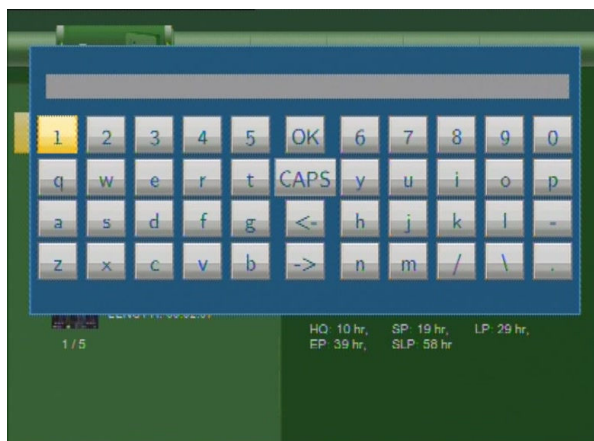 1 2 3 4 5 OK 6 7 8 9 0
q w e r t CAPS y u i o p
a s d f g <- h j k l -
z x c v b -> n m / \ .
HQ: 10 hr, SP: 19 hr, LP: 29 hr,
1 / 5 EP: 39 hr, SLP: 58 hr